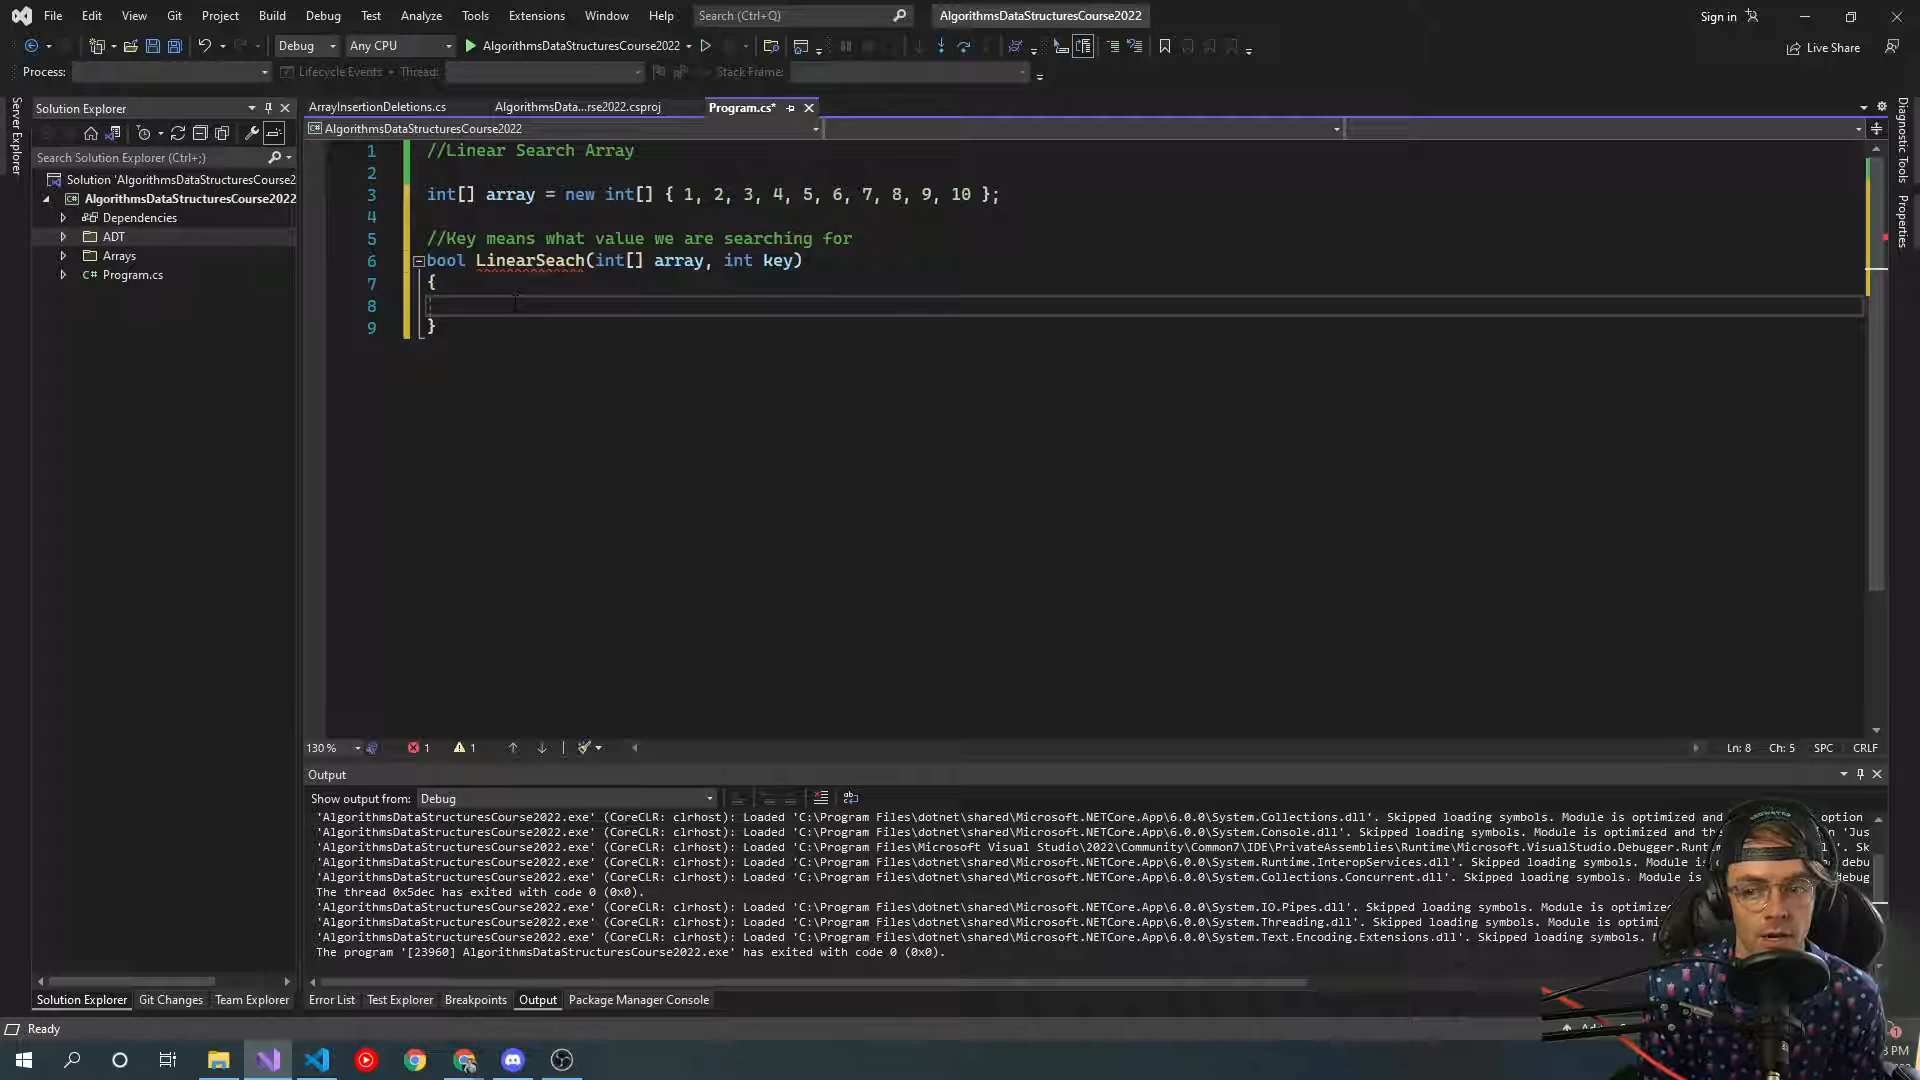 File Edit View Git Project Build Debug Test Analyze Tools Extensions Window Help Search (Ctrl+Q) AlgorithmsDataStructuresCourse2022 Sign in
Debug Any CPU AlgorithmsDataStructuresCourse2022 Live Share
Process: Lifecycle Events Thread: Stack Frame:
Server Explorer
Solution Explorer
Search Solution Explorer (Ctrl+;)
Solution 'AlgorithmsDataStructuresCourse2
AlgorithmsDataStructuresCourse2022
Dependencies
ADT
Arrays
Program.cs
ArrayInsertionDeletions.cs AlgorithmsData...rse2022.csproj Program.cs*
AlgorithmsDataStructuresCourse2022
1 //Linear Search Array
2
3 int[] array = new int[] { 1, 2, 3, 4, 5, 6, 7, 8, 9, 10 };
4
5 //Key means what value we are searching for
6 bool LinearSeach(int[] array, int key)
7 {
8
9 }
Diagnostic Tools
Properties
130 % 1 1 Ln: 8 Ch: 5 SPC CRLF
Output
Show output from: Debug
'AlgorithmsDataStructuresCourse2022.exe' (CoreCLR: clrhost): Loaded 'C:\Program Files\dotnet\shared\Microsoft.NETCore.App\6.0.0\System.Collections.dll'. Skipped loading symbols. Module is optimized and option
'AlgorithmsDataStructuresCourse2022.exe' (CoreCLR: clrhost): Loaded 'C:\Program Files\dotnet\shared\Microsoft.NETCore.App\6.0.0\System.Console.dll'. Skipped loading symbols. Module is optimized and 'Jus
'AlgorithmsDataStructuresCourse2022.exe' (CoreCLR: clrhost): Loaded 'C:\Program Files\Microsoft Visual Studio\2022\Community\Common7\IDE\PrivateAssemblies\Runtime\Microsoft.VisualStudio.Debugger.Runtim Sk
'AlgorithmsDataStructuresCourse2022.exe' (CoreCLR: clrhost): Loaded 'C:\Program Files\dotnet\shared\Microsoft.NETCore.App\6.0.0\System.Runtime.InteropServices.dll'. Skipped loading symbols. Module is debu
'AlgorithmsDataStructuresCourse2022.exe' (CoreCLR: clrhost): Loaded 'C:\Program Files\dotnet\shared\Microsoft.NETCore.App\6.0.0\System.Collections.Concurrent.dll'. Skipped loading symbols. Module debug
The thread 0x5dec has exited with code 0 (0x0).
'AlgorithmsDataStructuresCourse2022.exe' (CoreCLR: clrhost): Loaded 'C:\Program Files\dotnet\shared\Microsoft.NETCore.App\6.0.0\System.IO.Pipes.dll'. Skipped loading symbols. Module is optimize
'AlgorithmsDataStructuresCourse2022.exe' (CoreCLR: clrhost): Loaded 'C:\Program Files\dotnet\shared\Microsoft.NETCore.App\6.0.0\System.Threading.dll'. Skipped loading symbols. Module is optimi
'AlgorithmsDataStructuresCourse2022.exe' (CoreCLR: clrhost): Loaded 'C:\Program Files\dotnet\shared\Microsoft.NETCore.App\6.0.0\System.Text.Encoding.Extensions.dll'. Skipped loading symbols.
The program '[23960] AlgorithmsDataStructuresCourse2022.exe' has exited with code 0 (0x0).
Solution Explorer Git Changes Team Explorer Error List Test Explorer Breakpoints Output Package Manager Console
Ready
PM